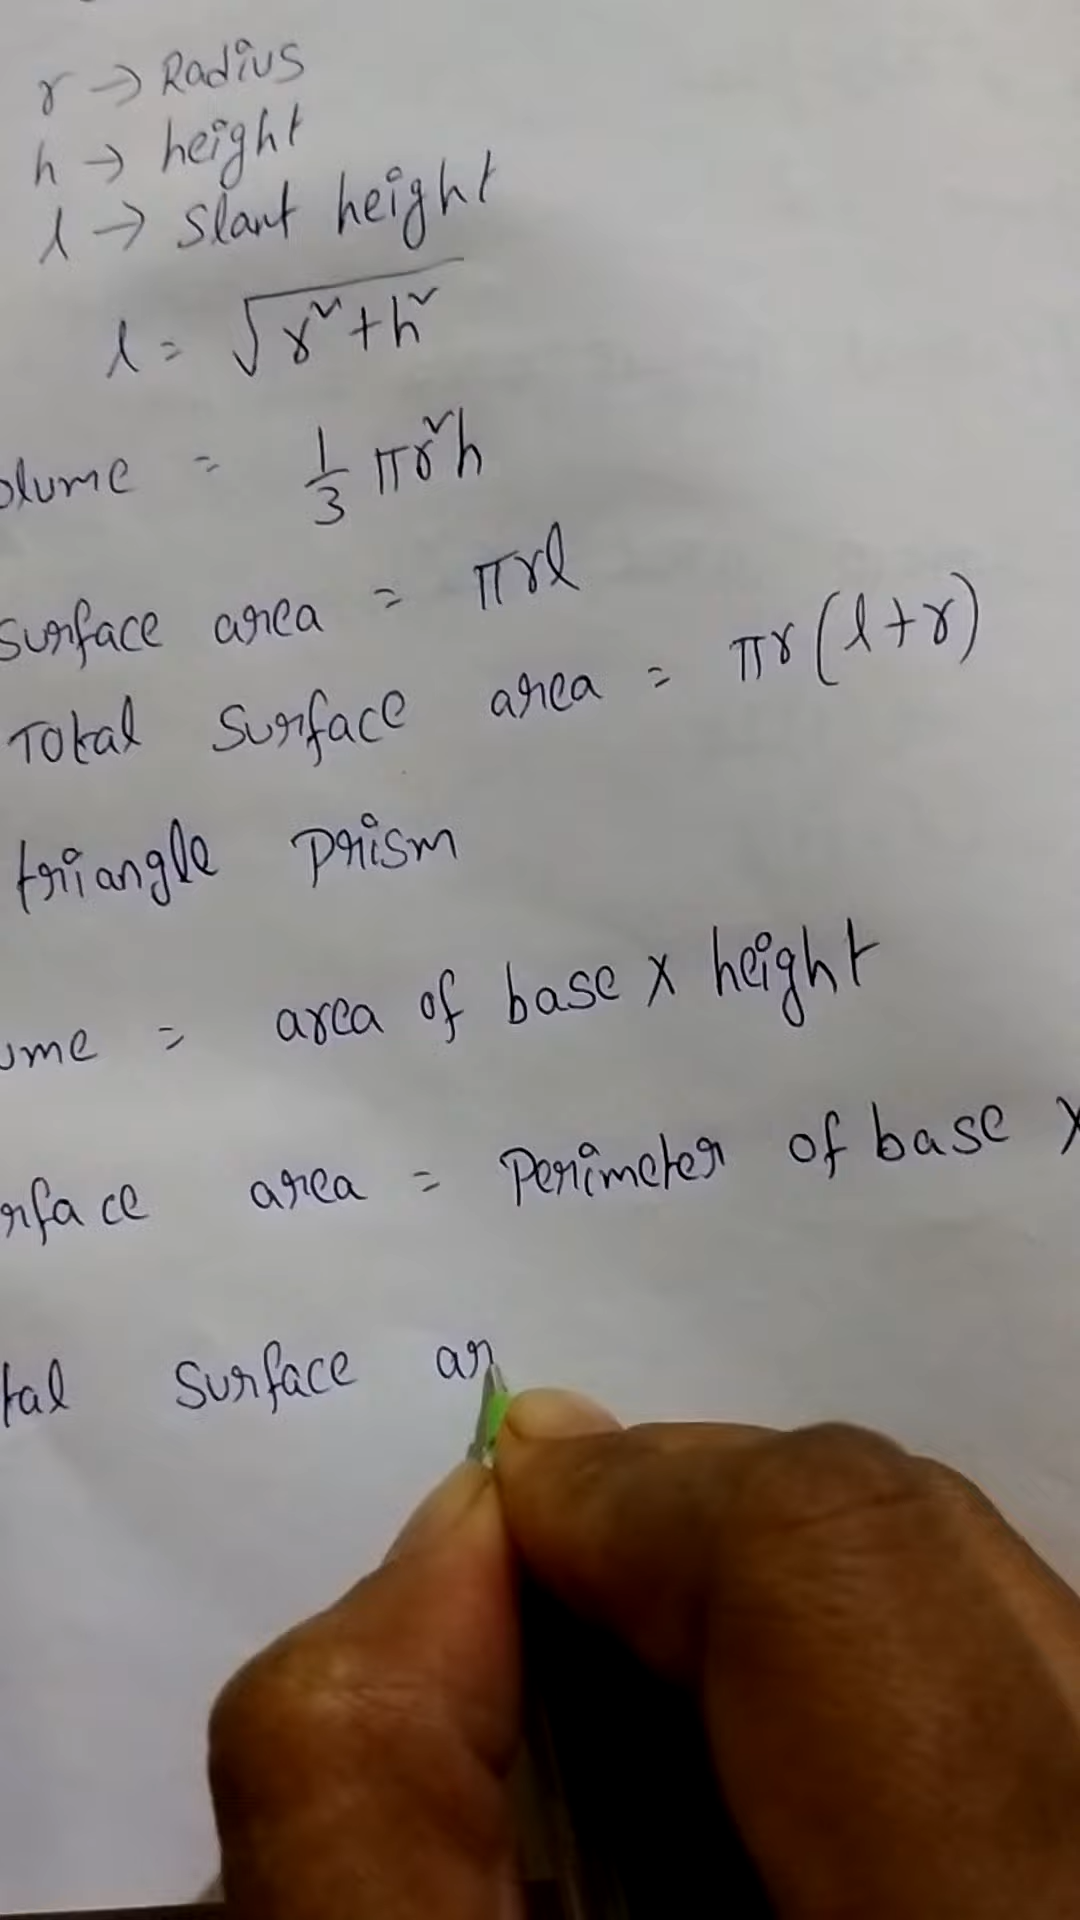 r → Radius
h → height
l → Slant height
l = √r²+h²
olume = 1/3 πr²h
surface area = πrl
Total Surface area = πr(l+r)
triangle Prism
ume = area of base x height
rface area = Perimeter of base x
tal Surface ar